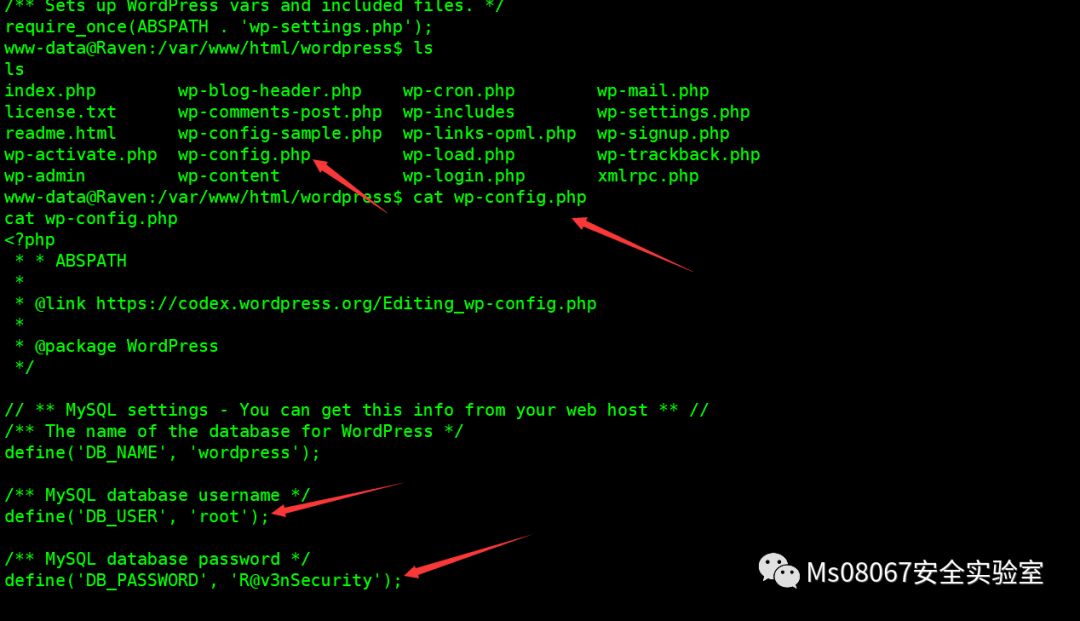 /** Sets up WordPress vars and included files. */
require_once(ABSPATH . 'wp-settings.php');
www-data@Raven:/var/www/html/wordpress$ ls
ls
index.php wp-blog-header.php wp-cron.php wp-mail.php
license.txt wp-comments-post.php wp-includes wp-settings.php
readme.html wp-config-sample.php wp-links-opml.php wp-signup.php
wp-activate.php wp-config.php wp-load.php wp-trackback.php
wp-admin wp-content wp-login.php xmlrpc.php
www-data@Raven:/var/www/html/wordpress$ cat wp-config.php
cat wp-config.php
<?php
 * * ABSPATH
 *
 * @link https://codex.wordpress.org/Editing_wp-config.php
 *
 * @package WordPress
 */
// ** MySQL settings - You can get this info from your web host ** //
/** The name of the database for WordPress */
define('DB_NAME', 'wordpress');
/** MySQL database username */
define('DB_USER', 'root');
/** MySQL database password */
define('DB_PASSWORD', 'R@v3nSecurity');
Ms08067安全实验室